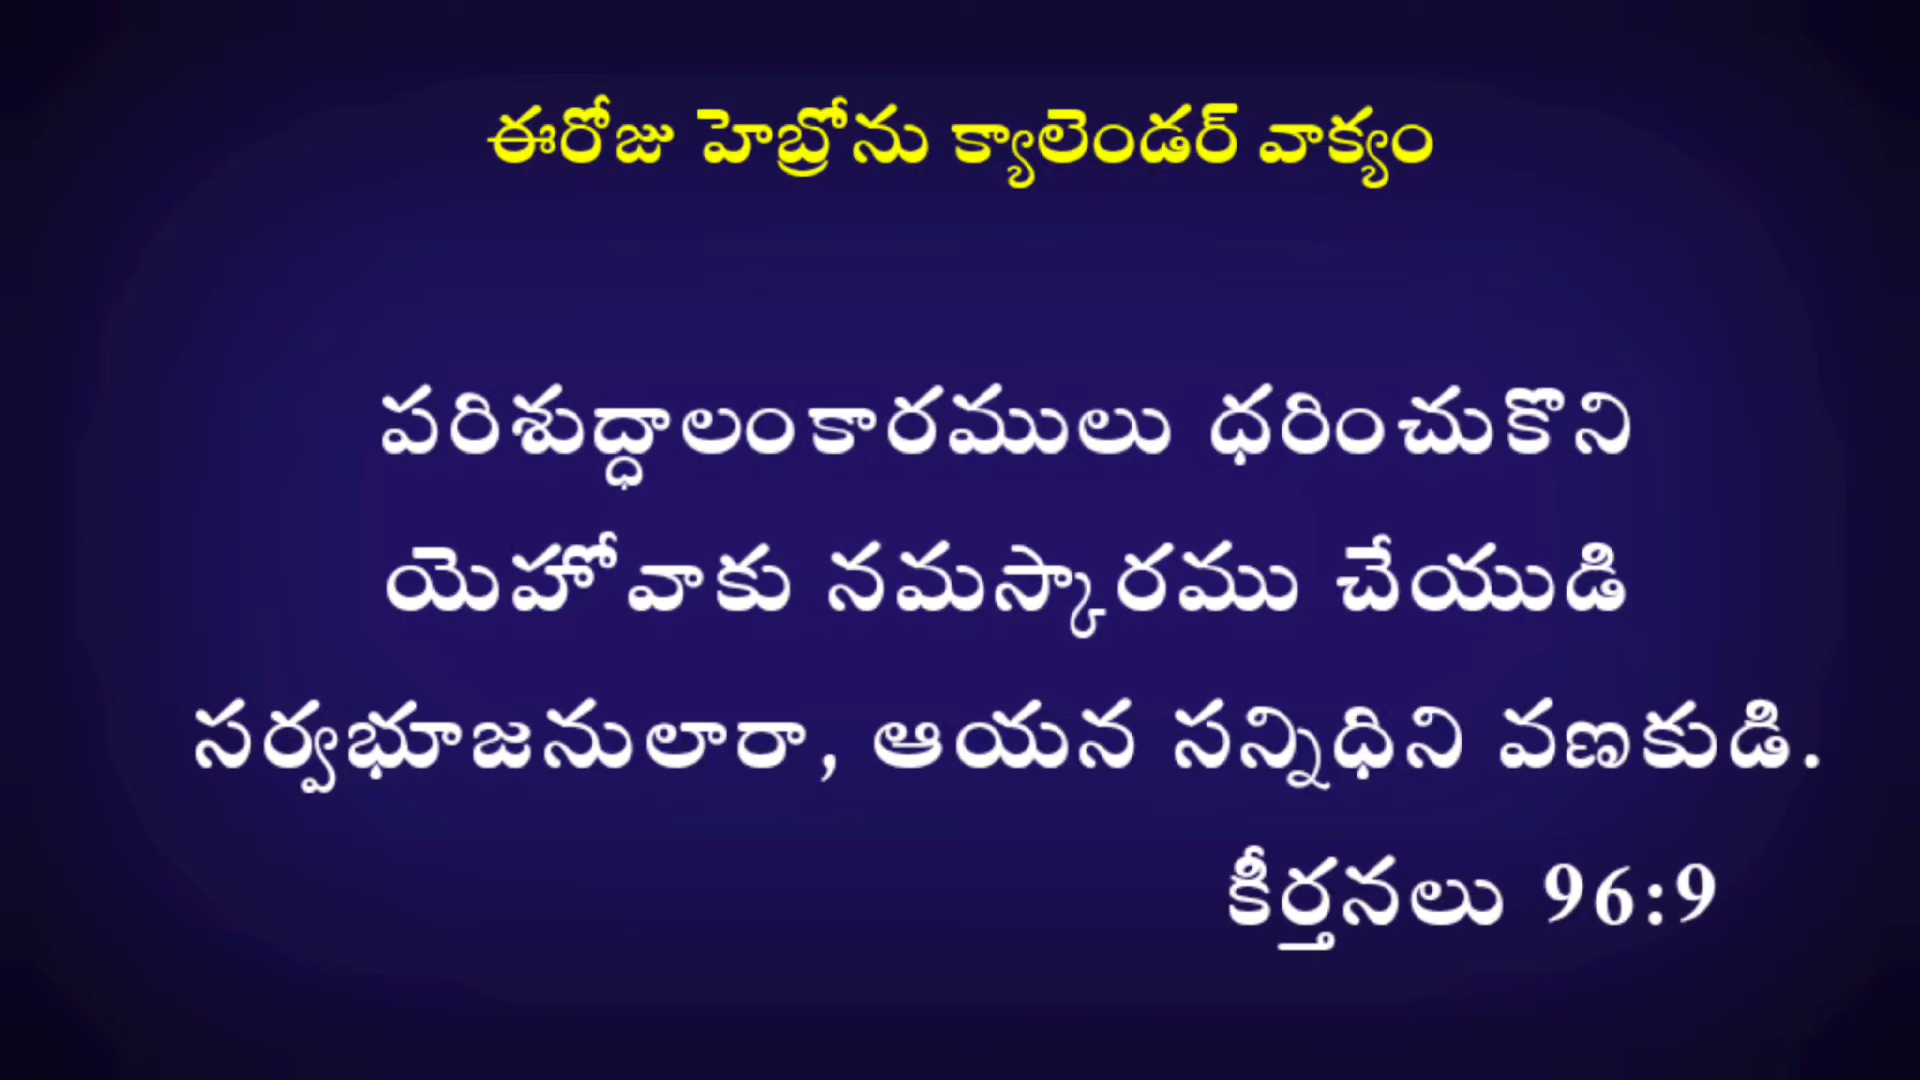 ఈరోజు హెబ్రోను క్యాలెండర్ వాక్యం
పరిశుద్ధాలంకారములు ధరించుకొని
యెహోవాకు నమస్కారము చేయుడి
సర్వభూజనులారా, ఆయన సన్నిధిని వణకుడి.
కీర్తనలు 96:9